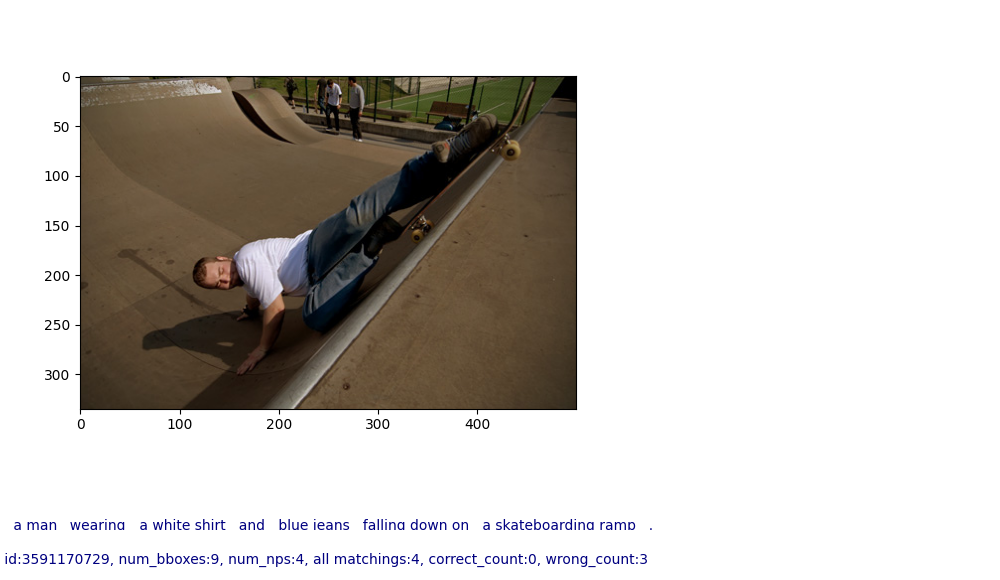 0
50
100
150
200
250
300
0 100 200 300 400
a man wearing a white shirt and blue jeans falling down on a skateboarding ramp .
id:3591170729, num_bboxes:9, num_nps:4, all matchings:4, correct_count:0, wrong_count:3